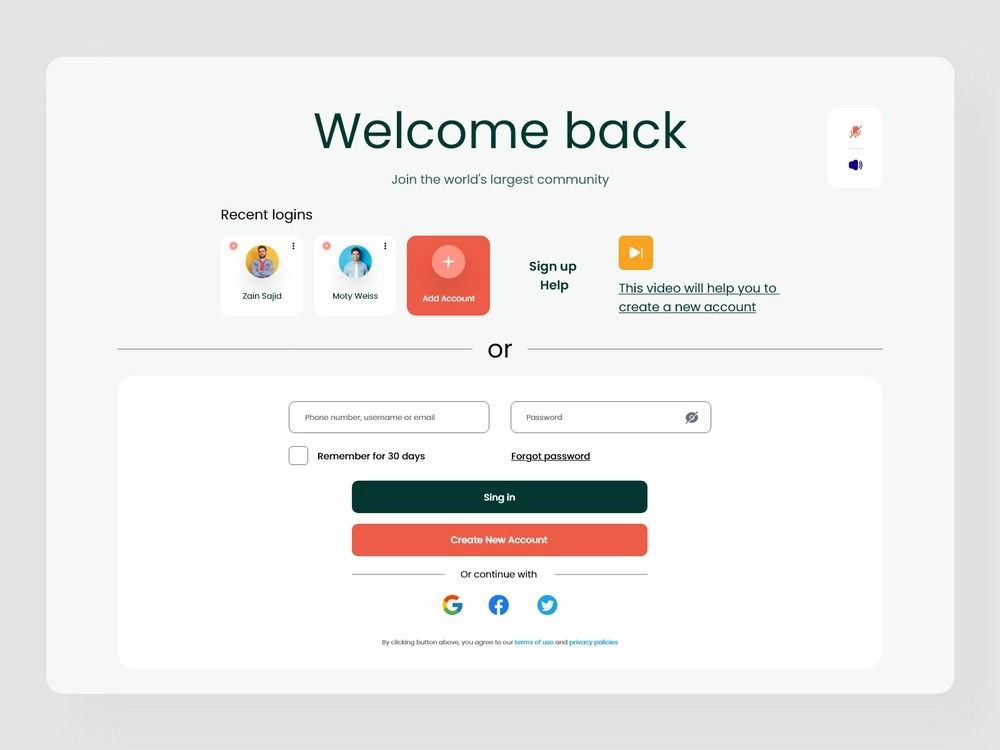 Welcome back
Join the world's largest community
Recent logins
Zain Sajid
Moty Weiss
Add Account
Sign up
Help
This video will help you to
create a new account
or
Phone number, username or email
Password
Remember for 30 days
Forgot password
Sing in
Create New Account
Or continue with
By clicking button above, you agree to our terms of use and privacy policies